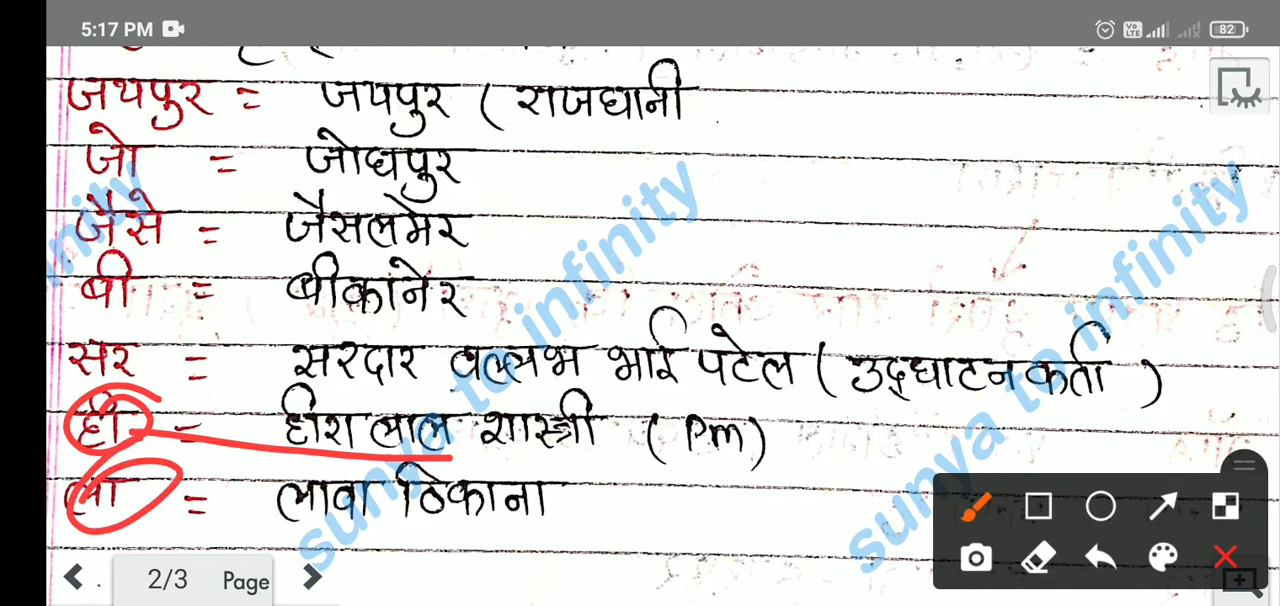 5:17 PM
82
जयपुर = जयपुर ( राजधानी
जो = जोधपुर
जैसे = जैसलमेर
बी = बीकानेर
सर = सरदार वल्लभ भाई पटेल ( उद्घाटनकर्ता )
ही = हीरा लाल शास्त्री ( Pm )
ला = लावा ठिकाना
sunya to infinity
sunya to infinity
2/3 Page